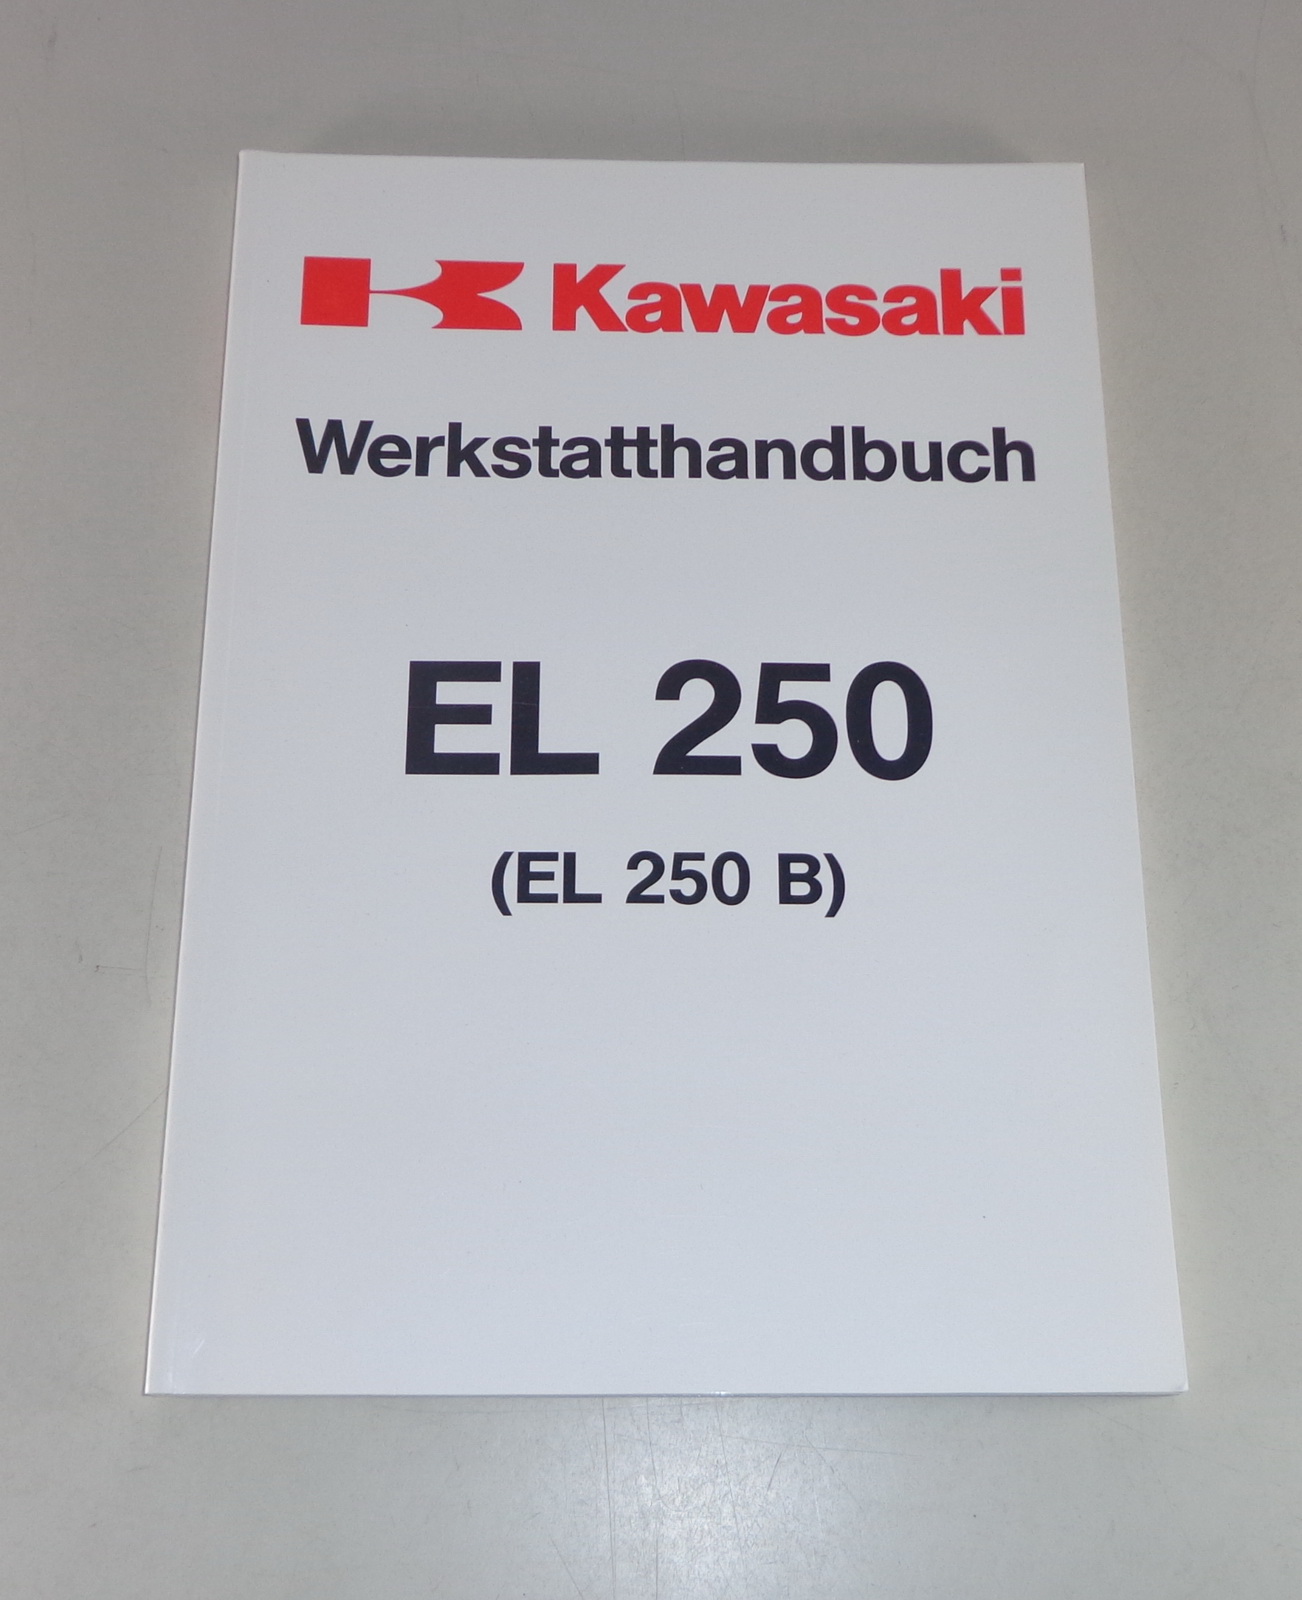 Kawasaki
Werkstatthandbuch
EL 250
(EL 250 B)